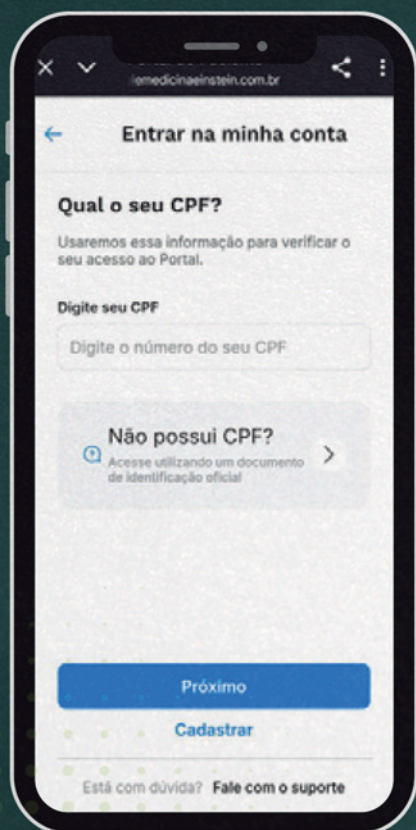 emedicinaeinstein.com.br
Entrar na minha conta
Qual o seu CPF?
Usaremos essa informação para verificar o
seu acesso ao Portal.
Digite seu CPF
Digite o número do seu CPF
Não possui CPF?
Acesse utilizando um documento
de identificação oficial
Próximo
Cadastrar
Está com dúvida? Fale com o suporte